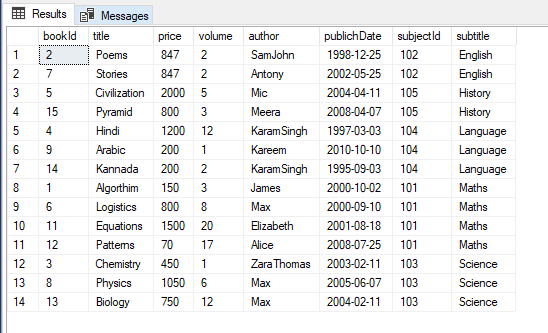 Results Messages
bookId title price volume author publichDate subjectId subtitle
1 2 Poems 847 2 SamJohn 1998-12-25 102 English
2 7 Stories 847 2 Antony 2002-05-25 102 English
3 5 Civilization 2000 5 Mic 2004-04-11 105 History
4 15 Pyramid 800 3 Meera 2008-04-07 105 History
5 4 Hindi 1200 12 KaramSingh 1997-03-03 104 Language
6 9 Arabic 200 1 Kareem 2010-10-10 104 Language
7 14 Kannada 200 2 KaramSingh 1995-09-03 104 Language
8 1 Algorthim 150 3 James 2000-10-02 101 Maths
9 6 Logistics 800 8 Max 2000-09-10 101 Maths
10 11 Equations 1500 20 Elizabeth 2001-08-18 101 Maths
11 12 Patterns 70 17 Alice 2008-07-25 101 Maths
12 3 Chemistry 450 1 ZaraThomas 2003-02-11 103 Science
13 8 Physics 1050 6 Max 2005-06-07 103 Science
14 13 Biology 750 12 Max 2004-02-11 103 Science